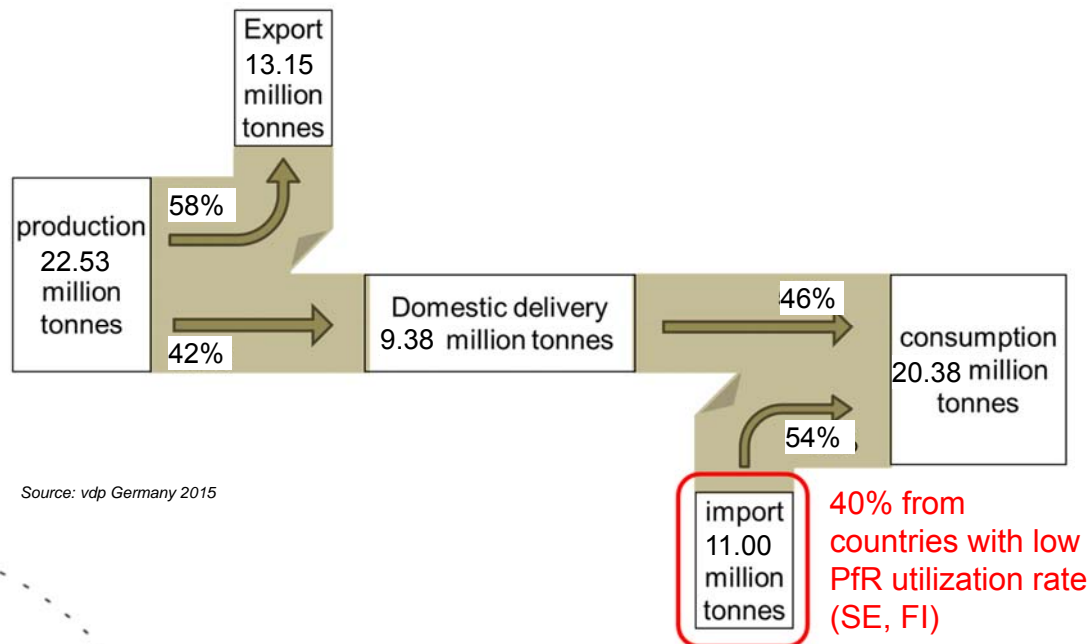 Export
13.15
million
tonnes
production
22.53
million
tonnes
58%
42%
Domestic delivery
9.38 million tonnes
46%
54%
consumption
20.38 million
tonnes
import
11.00
million
tonnes
40% from
countries with low
PfR utilization rate
(SE, FI)
Source: vdp Germany 2015